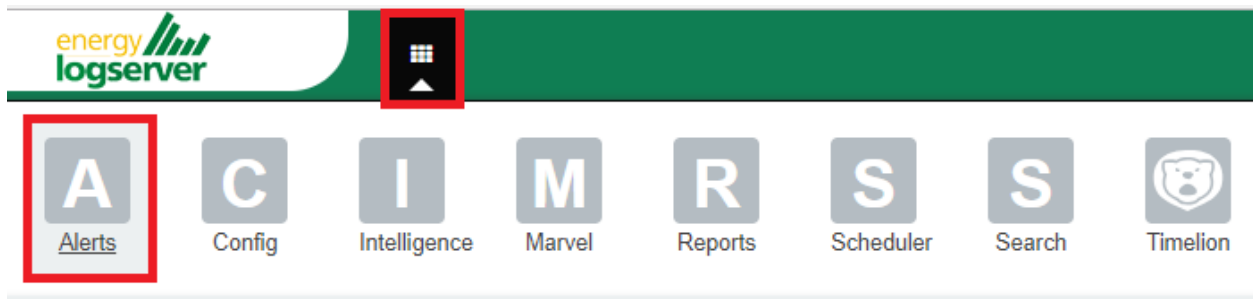 energy
logserver
A C I M R S S
Alerts Config Intelligence Marvel Reports Scheduler Search Timelion